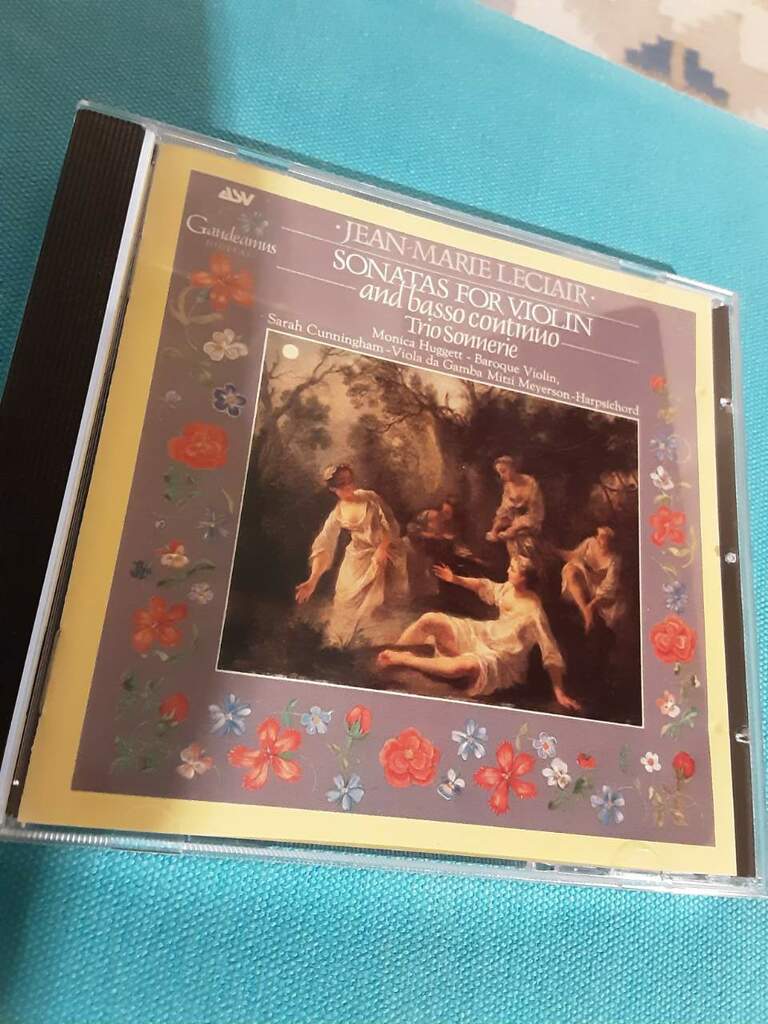 ASV
Gaudeamus
DIGITAL
·JEAN-MARIE LECLAIR·
SONATAS FOR VIOLIN
and basso continuo
Trio Sonnerie
Monica Huggett - Baroque Violin,
Sarah Cunningham - Viola da Gamba Mitzi Meyerson - Harpsichord